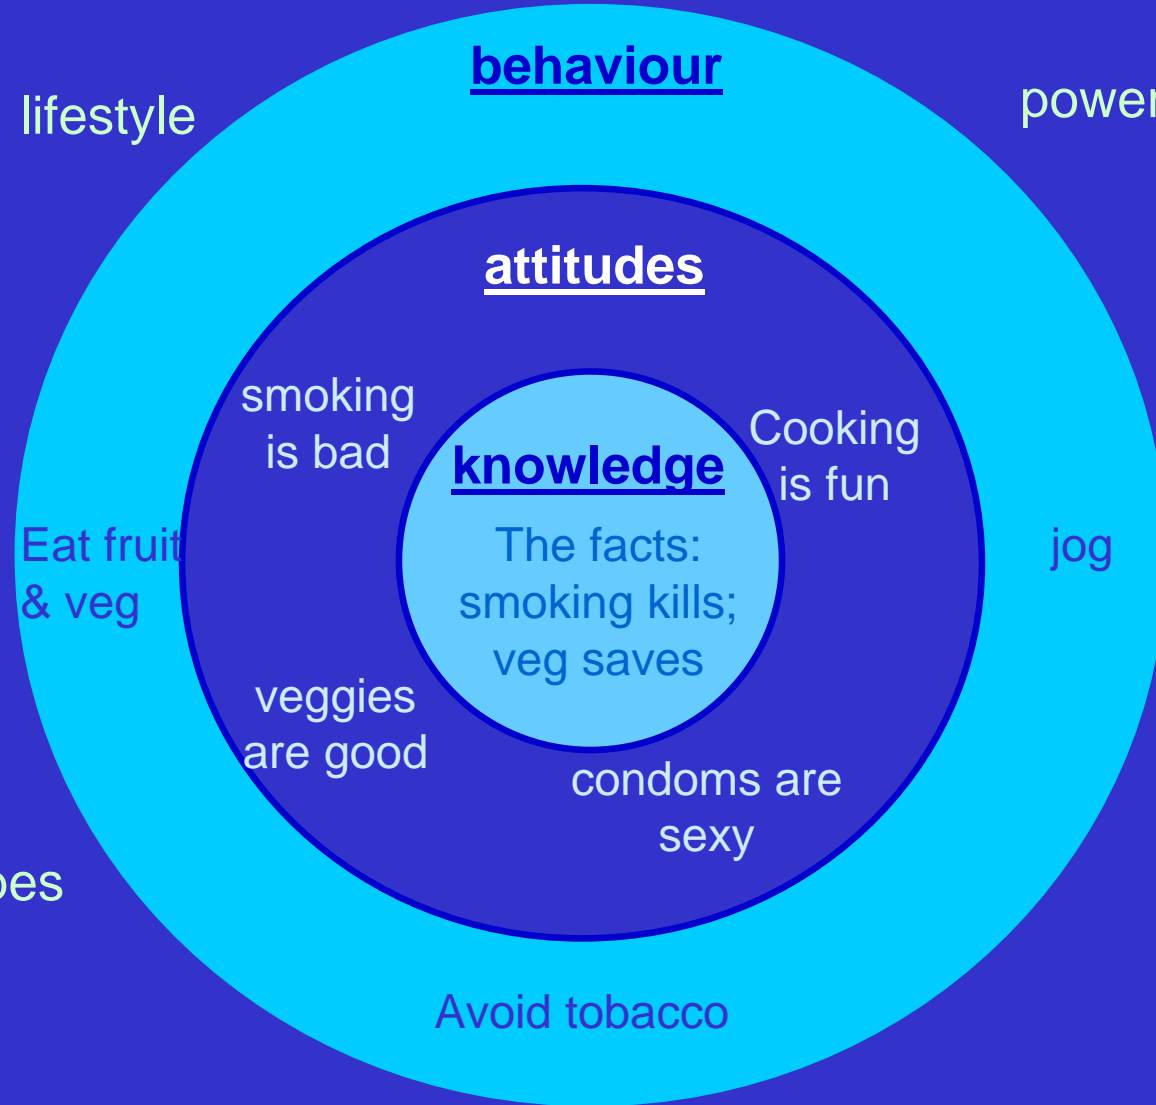 behaviour
lifestyle
power
attitudes
smoking
is bad
Cooking
is fun
knowledge
The facts:
smoking kills;
veg saves
Eat fruit
& veg
jog
veggies
are good
condoms are
sexy
Avoid tobacco